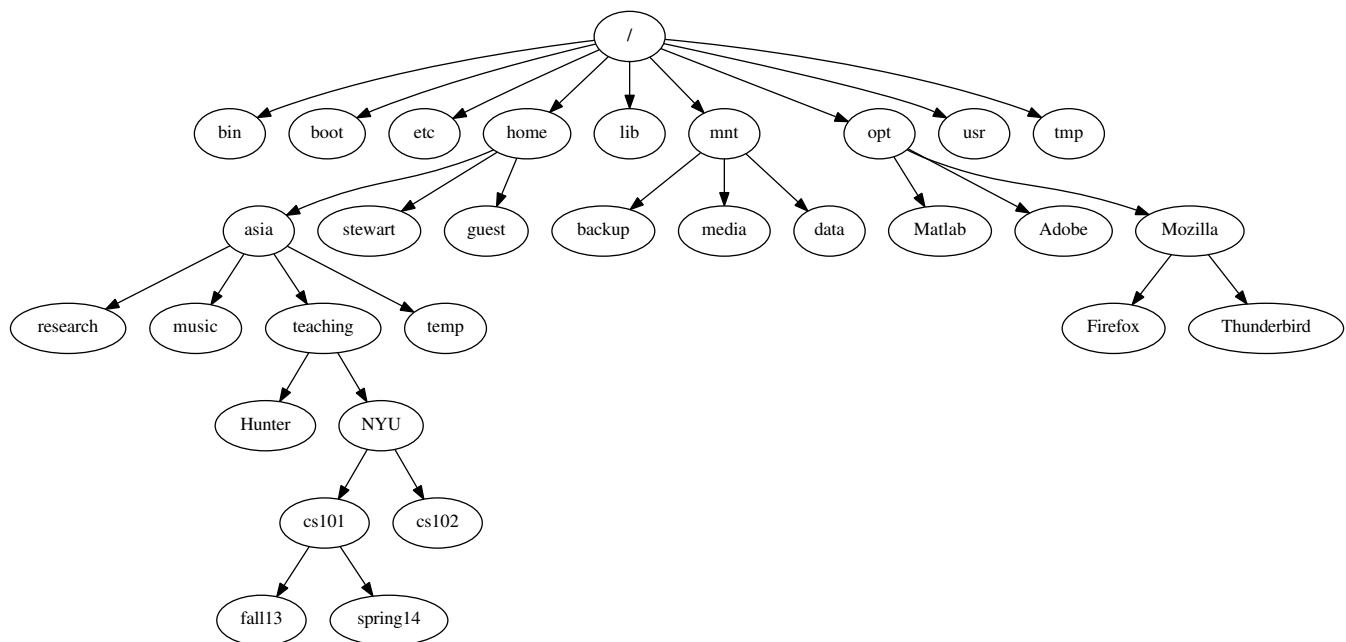 /
bin boot etc home lib mnt opt usr tmp
asia stewart guest backup media data Matlab Adobe Mozilla
research music teaching temp Firefox Thunderbird
Hunter NYU
cs101 cs102
fall13 spring14